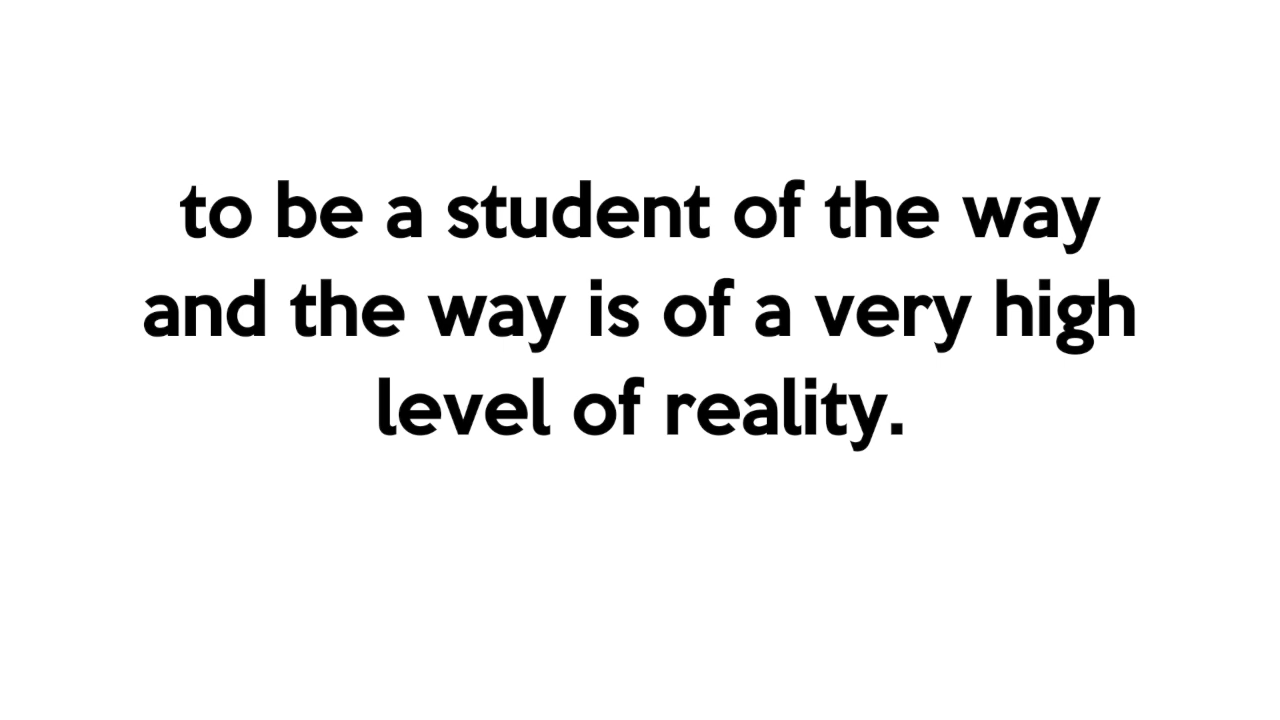 to be a student of the way
and the way is of a very high
level of reality.